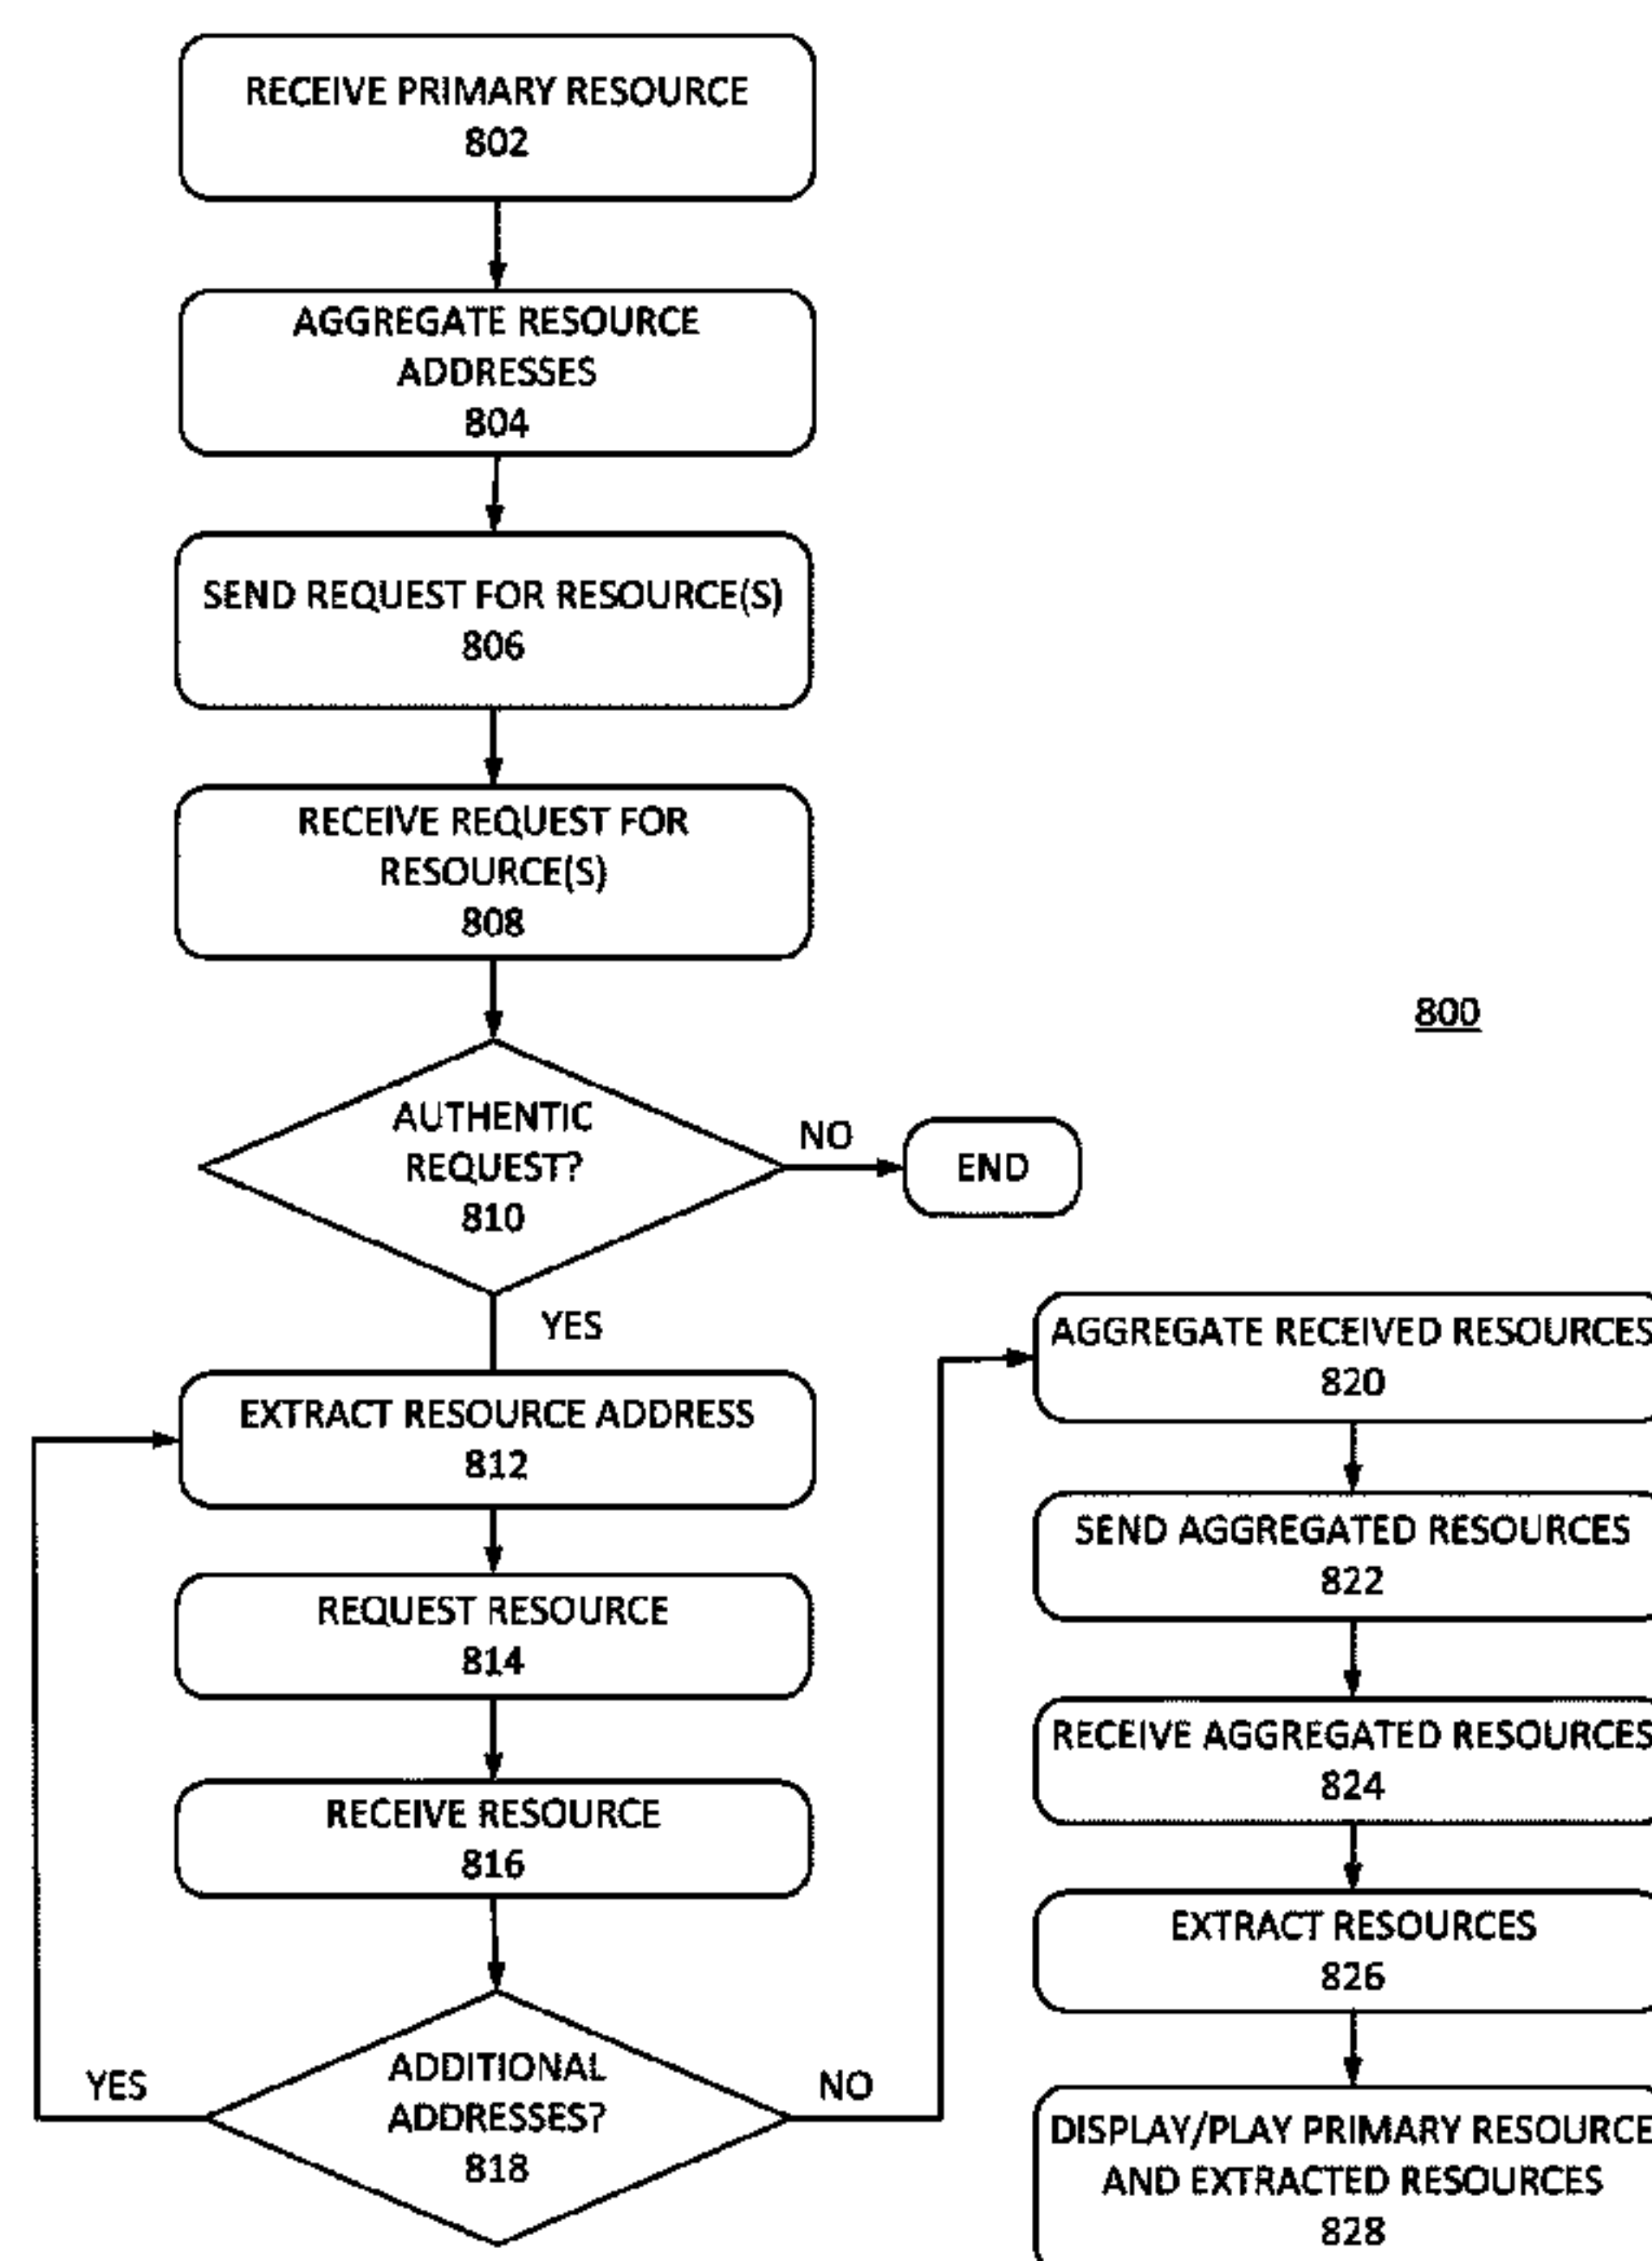 RECEIVE PRIMARY RESOURCE
802
AGGREGATE RESOURCE
ADDRESSES
804
SEND REQUEST FOR RESOURCE(S)
806
RECEIVE REQUEST FOR
RESOURCE(S)
808
800
AUTHENTIC
REQUEST?
810
NO
END
YES
EXTRACT RESOURCE ADDRESS
812
REQUEST RESOURCE
814
RECEIVE RESOURCE
816
ADDITIONAL
ADDRESSES?
818
YES
NO
AGGREGATE RECEIVED RESOURCES
820
SEND AGGREGATED RESOURCES
822
RECEIVE AGGREGATED RESOURCES
824
EXTRACT RESOURCES
826
DISPLAY/PLAY PRIMARY RESOURCE
AND EXTRACTED RESOURCES
828